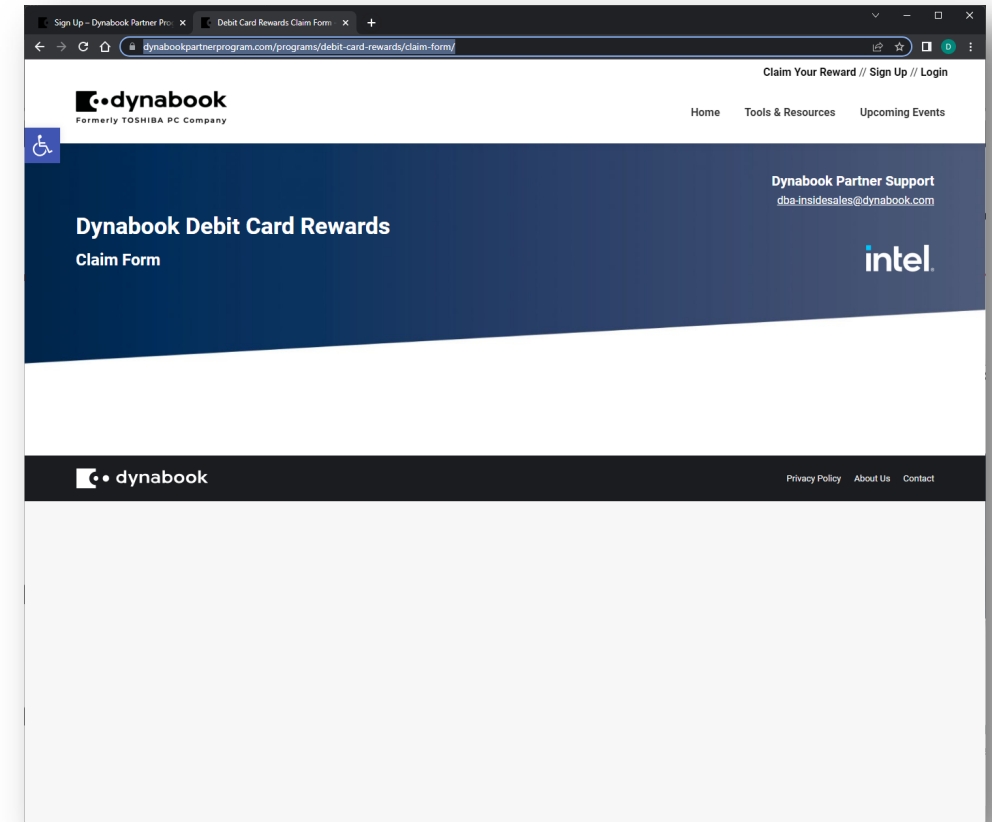 Sign Up – Dynabook Partner Pro
Debit Card Rewards Claim Form
dynabookpartnerprogram.com/programs/debit-card-rewards/claim-form/
D
Claim Your Reward // Sign Up // Login
dynabook
Formerly TOSHIBA PC Company
Home Tools & Resources Upcoming Events
Dynabook Partner Support
dba-insidesales@dynabook.com
Dynabook Debit Card Rewards
Claim Form
intel.
dynabook
Privacy Policy About Us Contact